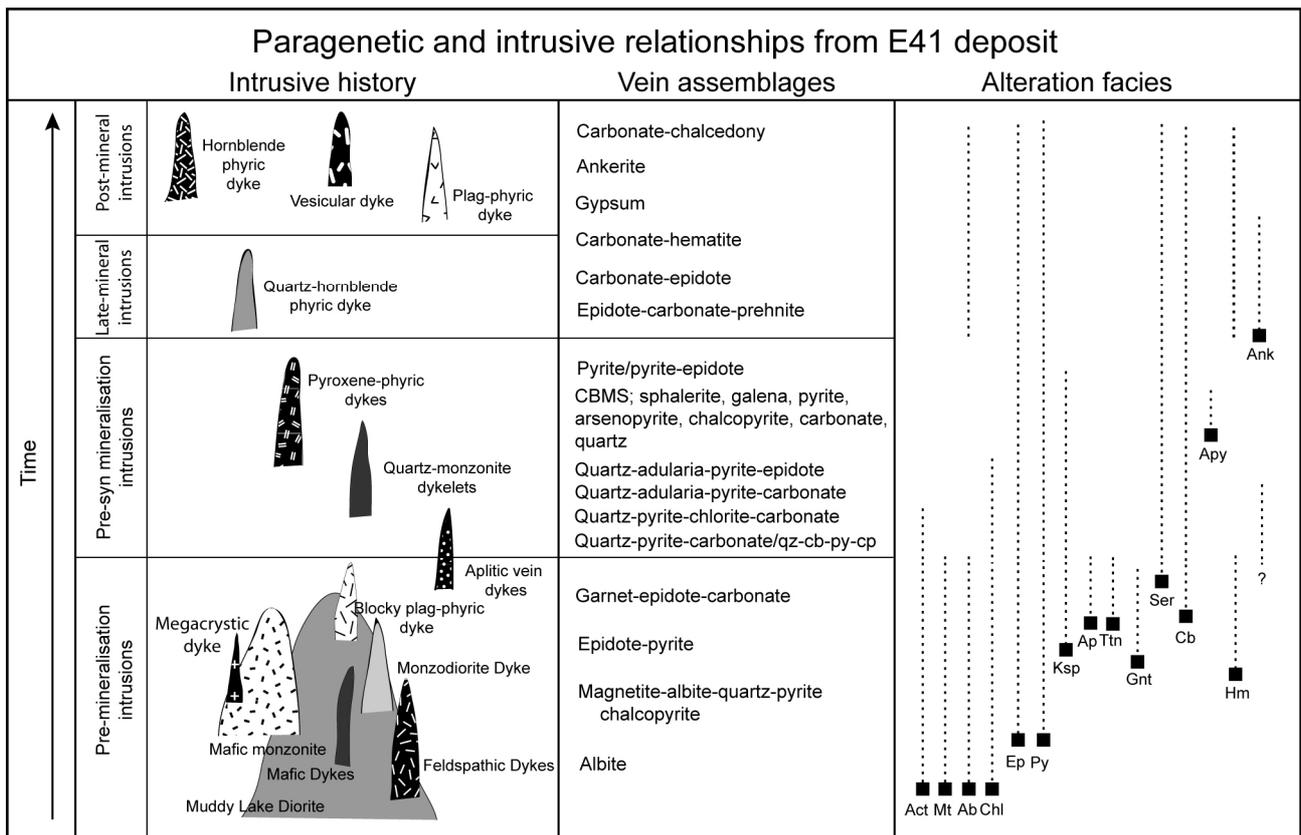 Paragenetic and intrusive relationships from E41 deposit
Intrusive history
Vein assemblages
Alteration facies
Time
Post-mineral
intrusions
Hornblende
phyric
dyke
Vesicular dyke
Plag-phyric
dyke
Late-mineral
intrusions
Quartz-hornblende
phyric dyke
Pre-syn mineralisation
intrusions
Pyroxene-phyric
dykes
Quartz-monzonite
dykelets
Aplitic vein
dykes
Pre-mineralisation
intrusions
Blocky plag-phyric
dyke
Megacrystic
dyke
Monzodiorite Dyke
Mafic monzonite
Mafic Dykes
Feldspathic Dykes
Muddy Lake Diorite
Carbonate-chalcedony
Ankerite
Gypsum
Carbonate-hematite
Carbonate-epidote
Epidote-carbonate-prehnite
Pyrite/pyrite-epidote
CBMS; sphalerite, galena, pyrite,
arsenopyrite, chalcopyrite, carbonate,
quartz
Quartz-adularia-pyrite-epidote
Quartz-adularia-pyrite-carbonate
Quartz-pyrite-chlorite-carbonate
Quartz-pyrite-carbonate/qz-cb-py-cp
Garnet-epidote-carbonate
Epidote-pyrite
Magnetite-albite-quartz-pyrite
chalcopyrite
Albite
Ank
Apy
?
Ser
Cb
Ap Ttn
Ksp
Gnt
Hm
Ep Py
Act Mt Ab Chl